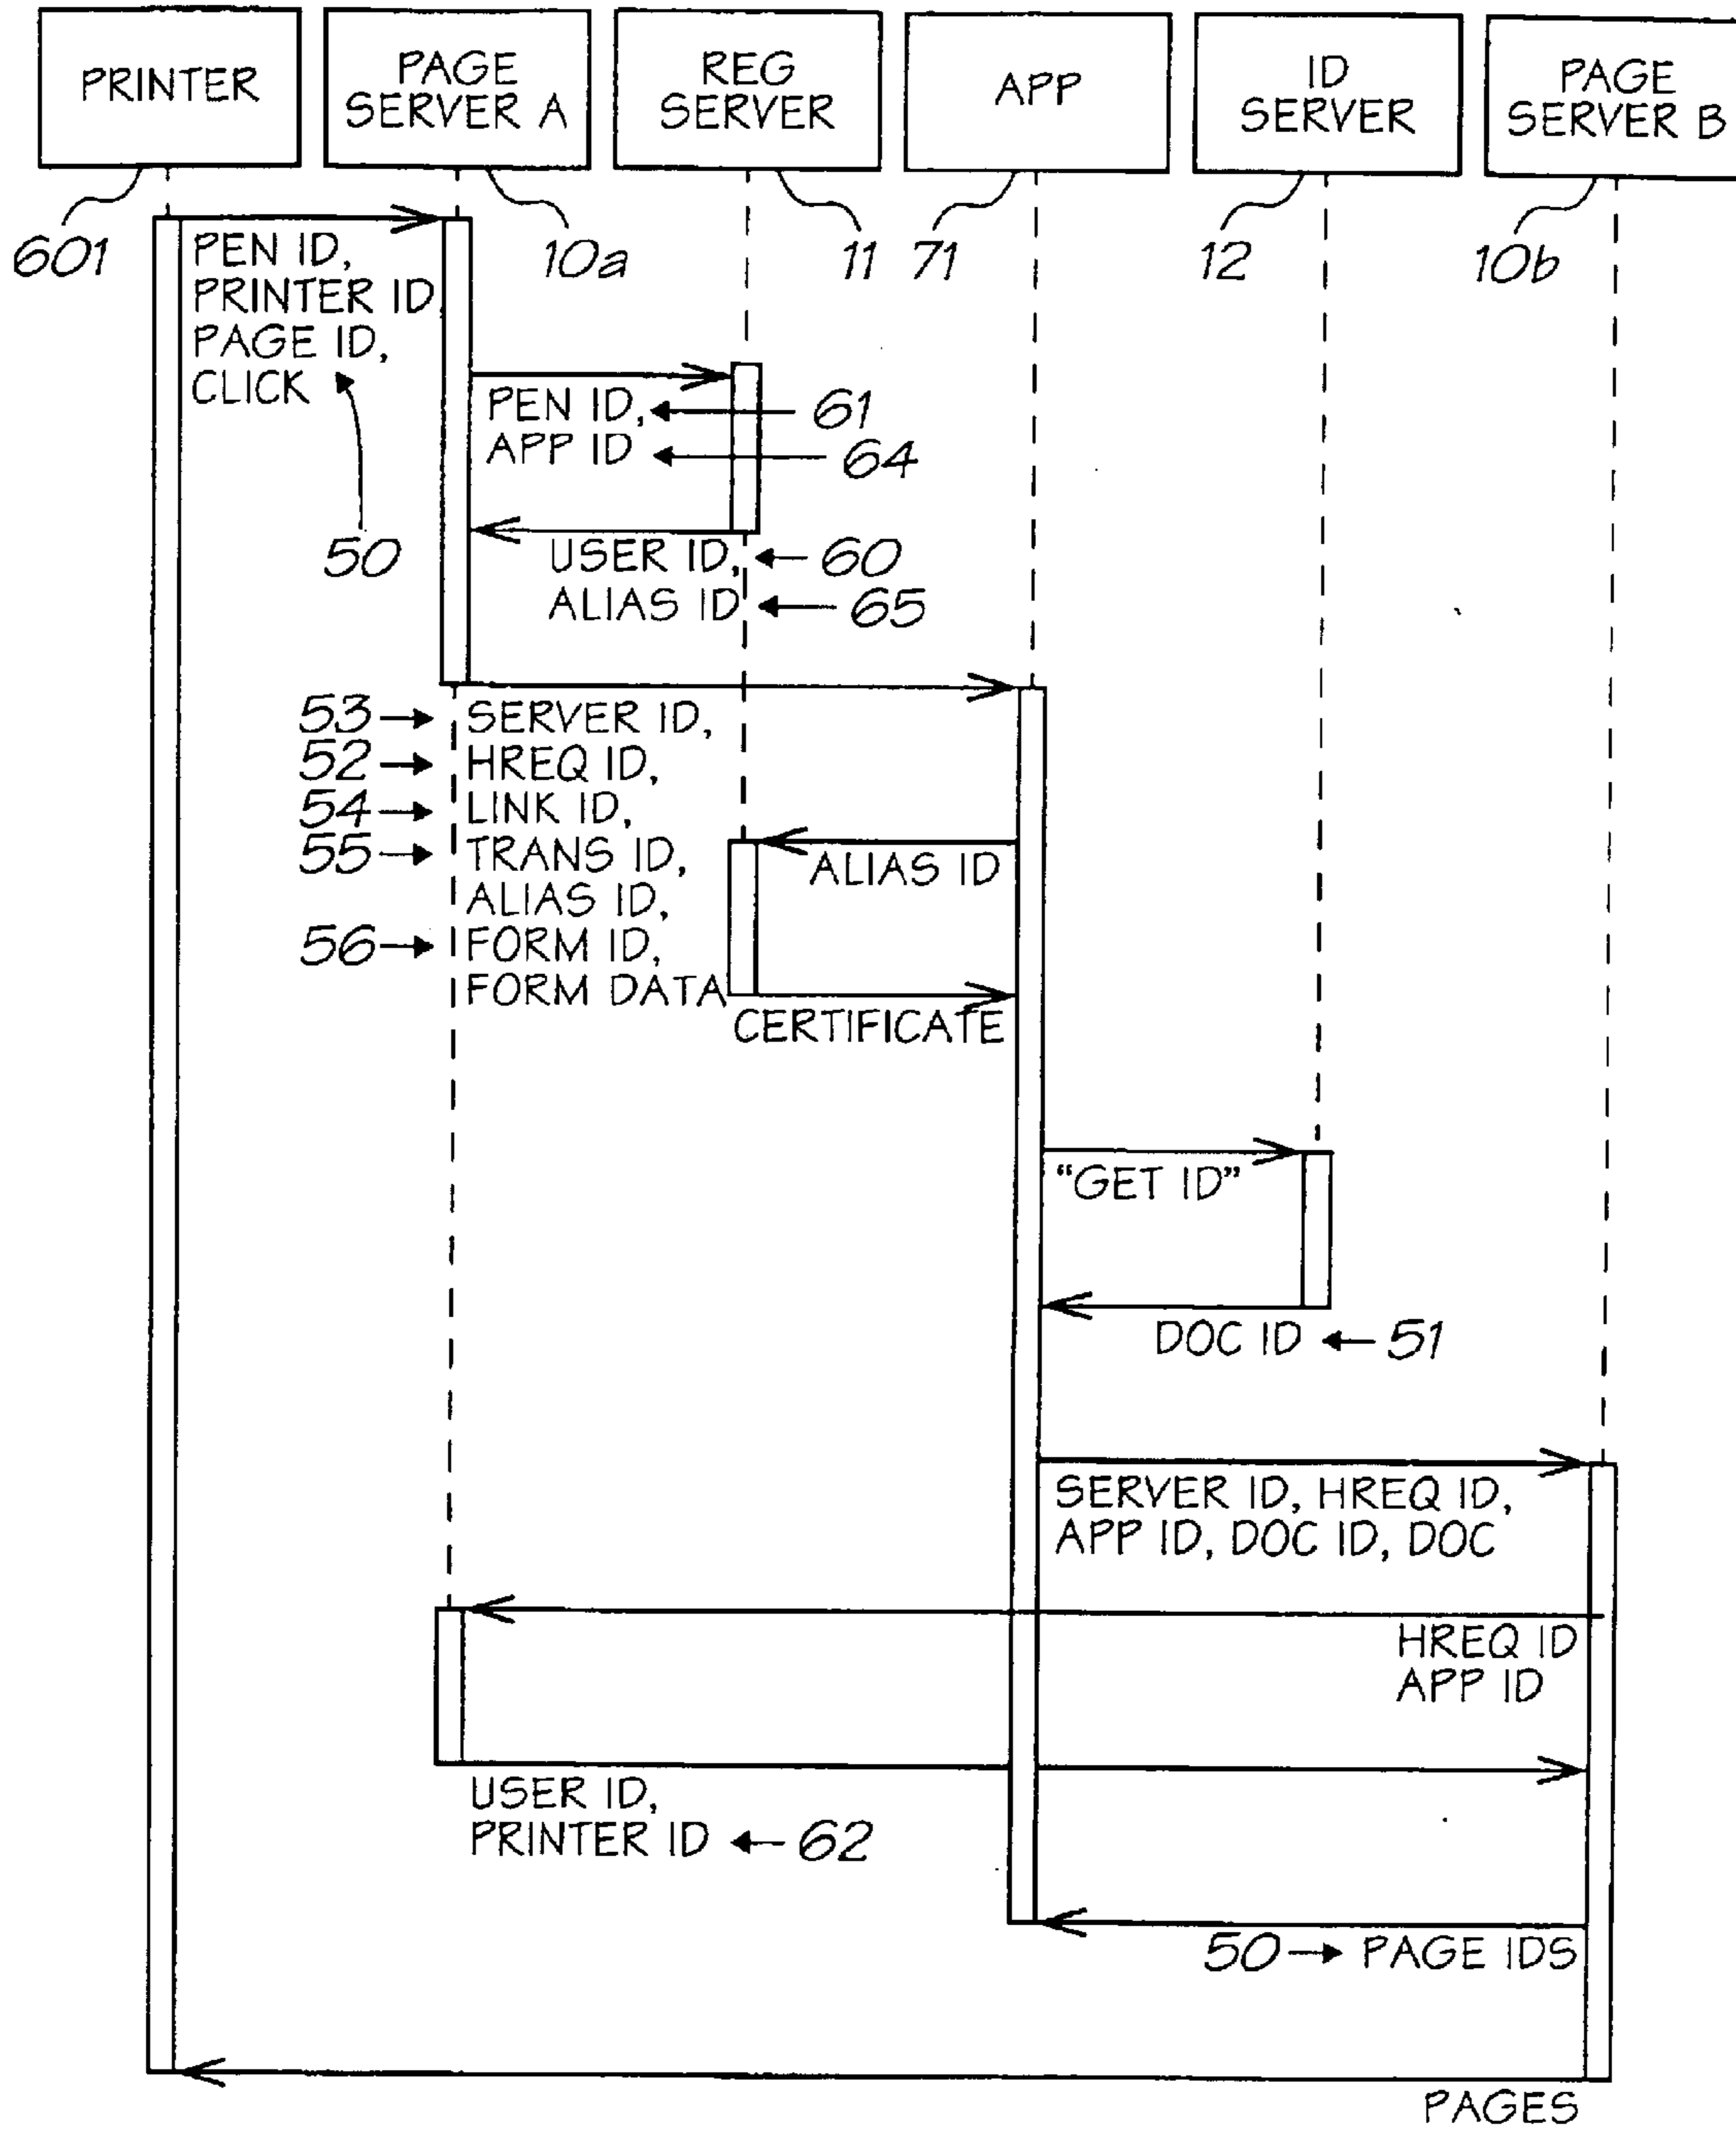 PRINTER
PAGE
SERVER A
REG
SERVER
APP
ID
SERVER
PAGE
SERVER B
601
10a
11
71
12
10b
PEN ID,
PRINTER ID
PAGE ID,
CLICK
50
PEN ID,
61
APP ID
64
USER ID,
60
ALIAS ID
65
53
SERVER ID,
52
HREQ ID,
54
LINK ID,
55
TRANS ID,
ALIAS ID,
56
FORM ID,
FORM DATA
ALIAS ID
CERTIFICATE
“GET ID”
DOC ID
51
SERVER ID, HREQ ID,
APP ID, DOC ID, DOC
HREQ ID
APP ID
USER ID,
PRINTER ID
62
50
PAGE IDS
PAGES